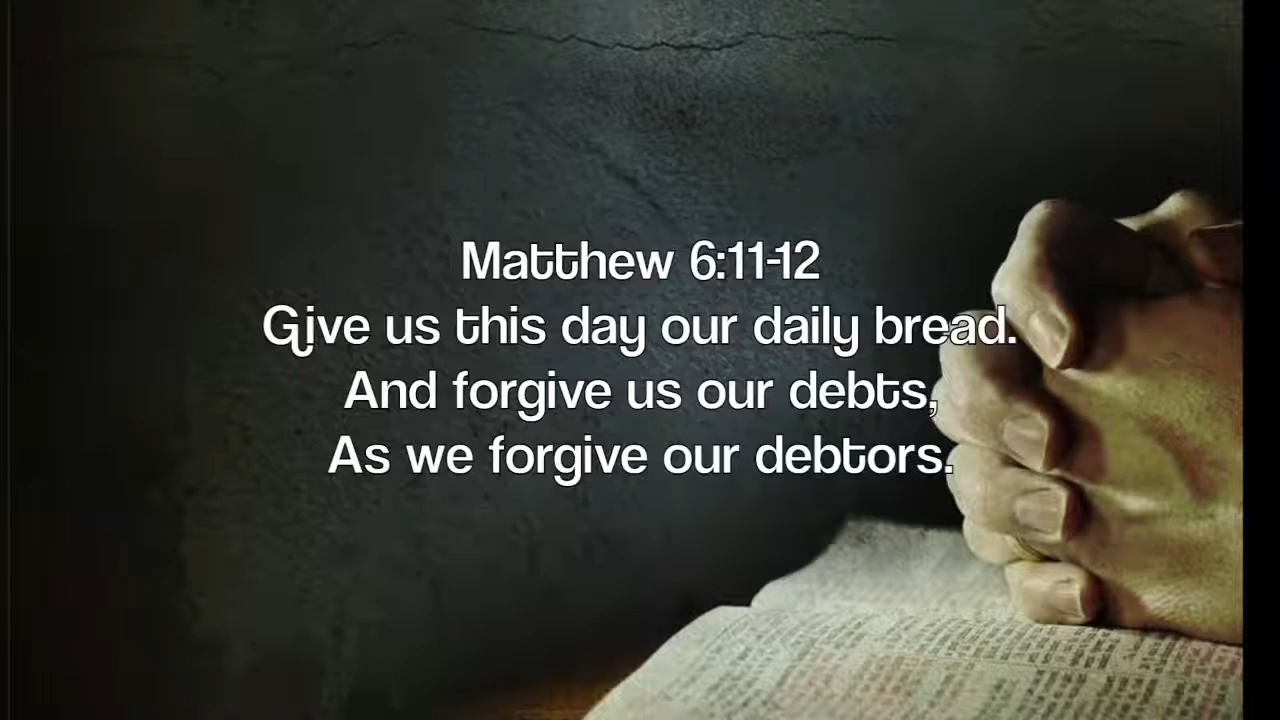 Matthew 6:11-12
Give us this day our daily bread.
And forgive us our debts,
As we forgive our debtors.